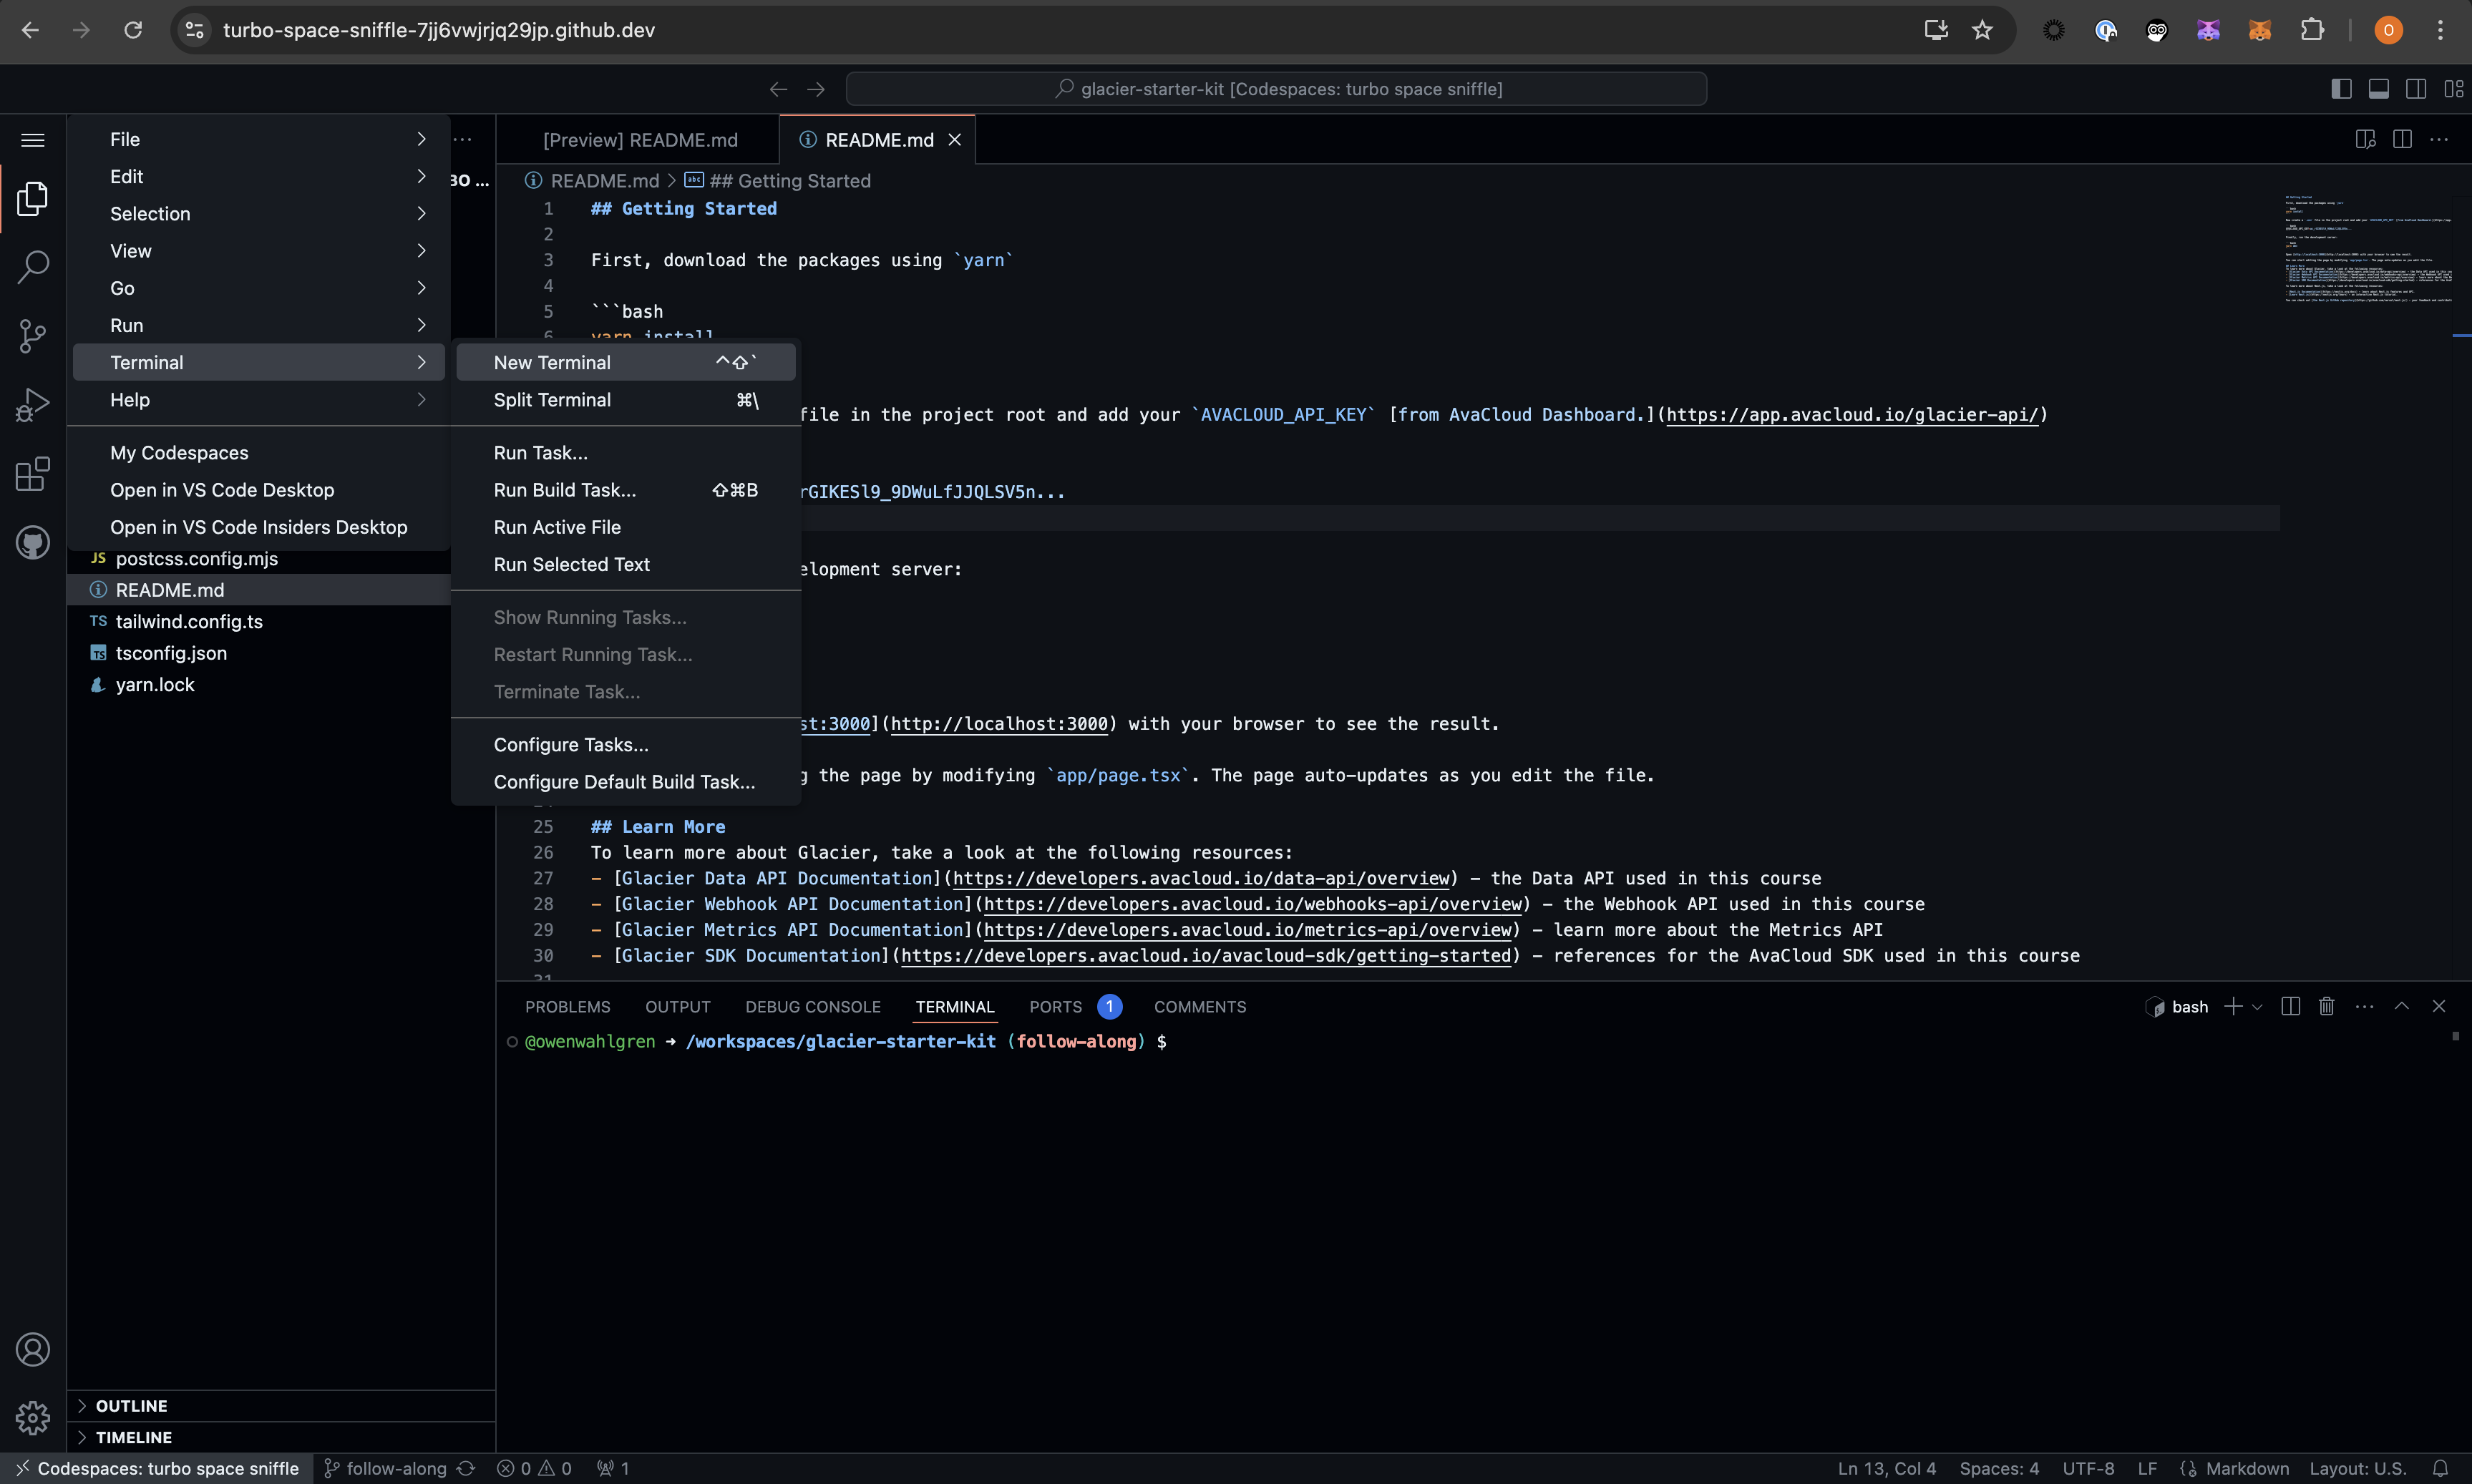 turbo-space-sniffle-7jj6vwjrjq29jp.github.dev
O
glacier-starter-kit [Codespaces: turbo space sniffle]
File
Edit
Selection
View
Go
Run
Terminal
Help
My Codespaces
Open in VS Code Desktop
Open in VS Code Insiders Desktop
BO ...
New Terminal ^⇧`
Split Terminal ⌘\
Run Task...
Run Build Task... ⇧⌘B
Run Active File
Run Selected Text
Show Running Tasks...
Restart Running Task...
Terminate Task...
Configure Tasks...
Configure Default Build Task...
JS postcss.config.mjs
README.md
TS tailwind.config.ts
TS tsconfig.json
yarn.lock
OUTLINE
TIMELINE
[Preview] README.md
README.md
README.md > abc ## Getting Started
1 ## Getting Started
2
3 First, download the packages using `yarn`
4
5 ```bash
6 yarn install
file in the project root and add your `AVACLOUD_API_KEY` [from AvaCloud Dashboard.](https://app.avacloud.io/glacier-api/)
rGIKESl9_9DWuLfJJQLSV5n...
elopment server:
st:3000](http://localhost:3000) with your browser to see the result.
g the page by modifying `app/page.tsx`. The page auto-updates as you edit the file.
25 ## Learn More
26 To learn more about Glacier, take a look at the following resources:
27 - [Glacier Data API Documentation](https://developers.avacloud.io/data-api/overview) - the Data API used in this course
28 - [Glacier Webhook API Documentation](https://developers.avacloud.io/webhooks-api/overview) - the Webhook API used in this course
29 - [Glacier Metrics API Documentation](https://developers.avacloud.io/metrics-api/overview) - learn more about the Metrics API
30 - [Glacier SDK Documentation](https://developers.avacloud.io/avacloud-sdk/getting-started) - references for the AvaCloud SDK used in this course
31
PROBLEMS OUTPUT DEBUG CONSOLE TERMINAL PORTS 1 COMMENTS
bash
@owenwahlgren → /workspaces/glacier-starter-kit (follow-along) $
Codespaces: turbo space sniffle follow-along 0 0 1
Ln 13, Col 4 Spaces: 4 UTF-8 LF Markdown Layout: U.S.